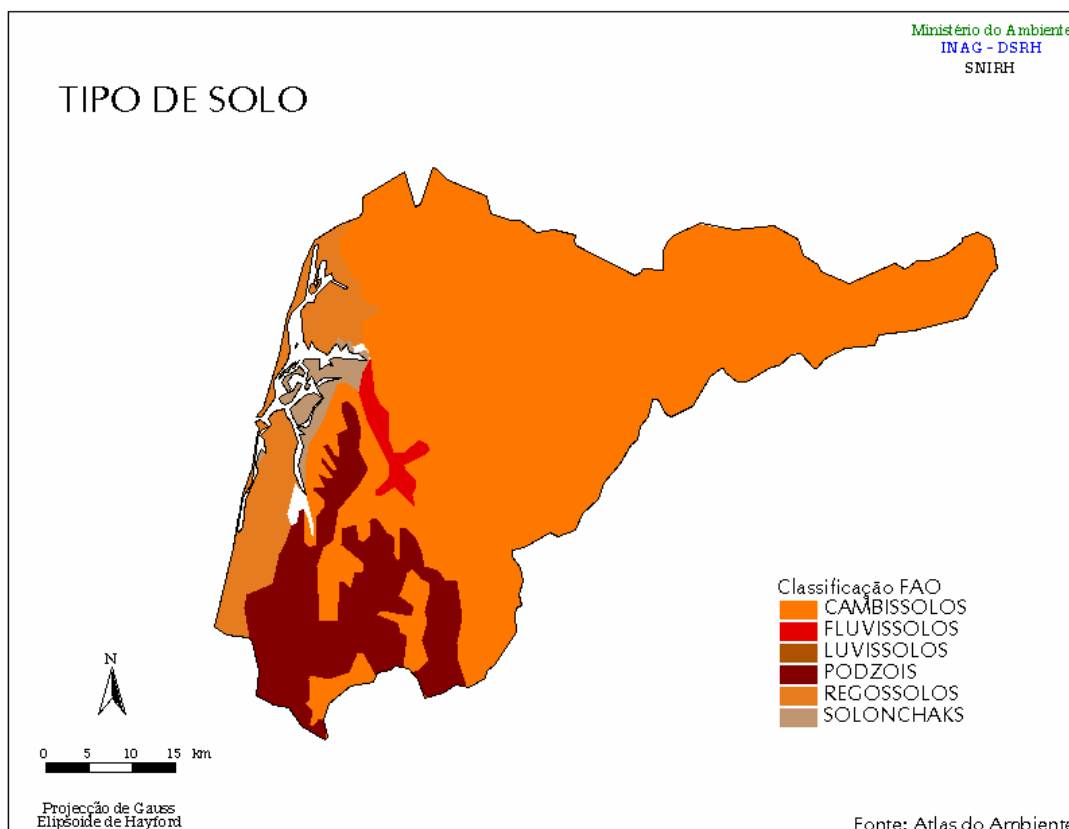 Ministério do Ambiente
INAG - DSRH
SNIRH
TIPO DE SOLO
Classificação FAO
CAMBISSOLOS
FLUVISSOLOS
LUVISSOLOS
PODZOIS
REGOSSOLOS
SOLONCHAKS
N
0 5 10 15 km
Projecção de Gauss
Elipsoide de Hayford
Fonte: Atlas do Ambiente